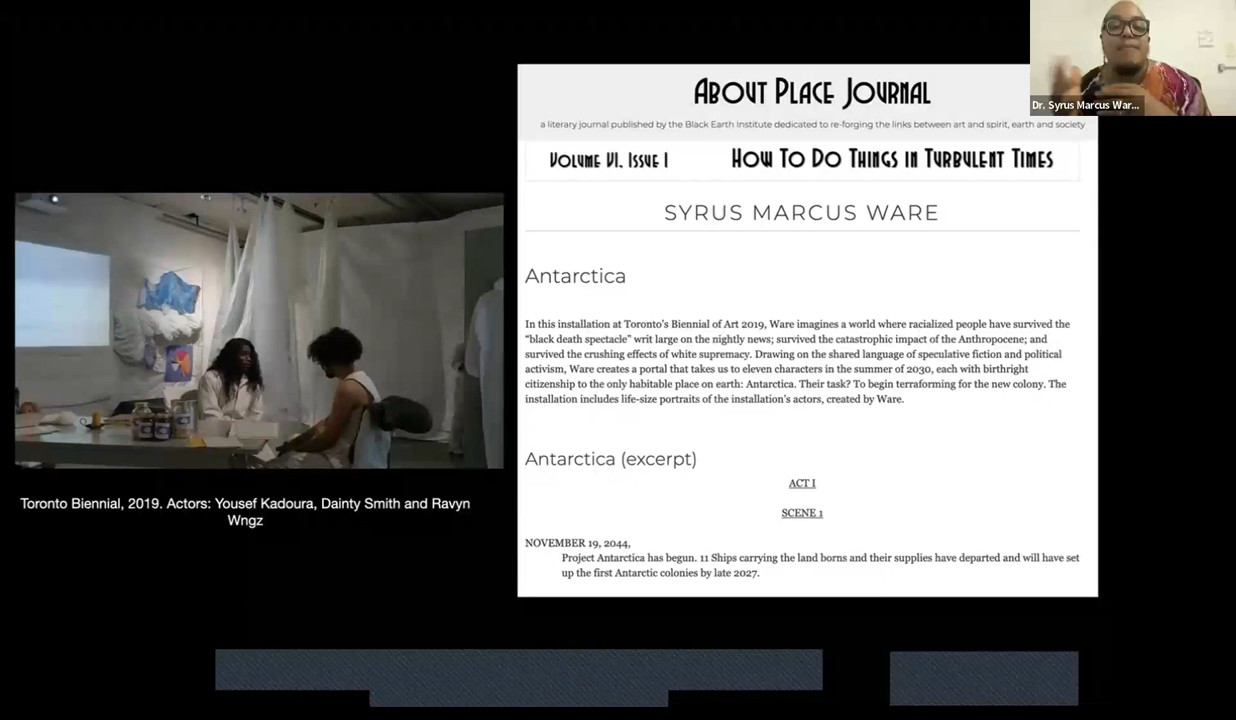 Dr. Syrus Marcus War...
ABOUT PLACE JOURNAL
a literary journal published by the Black Earth Institute dedicated to re-forging the links between art and spirit, earth and society
VOLUME VI, ISSUE I
HOW TO DO THINGS IN TURBULENT TIMES
SYRUS MARCUS WARE
Antarctica
In this installation at Toronto's Biennial of Art 2019, Ware imagines a world where racialized people have survived the
"black death spectacle" writ large on the nightly news; survived the catastrophic impact of the Anthropocene; and
survived the crushing effects of white supremacy. Drawing on the shared language of speculative fiction and political
activism, Ware creates a portal that takes us to eleven characters in the summer of 2030, each with birthright
citizenship to the only habitable place on earth: Antarctica. Their task? To begin terraforming for the new colony. The
installation includes life-size portraits of the installation's actors, created by Ware.
Antarctica (excerpt)
ACT I
SCENE 1
NOVEMBER 19, 2044,
Project Antarctica has begun. 11 Ships carrying the land borns and their supplies have departed and will have set
up the first Antarctic colonies by late 2027.
Toronto Biennial, 2019. Actors: Yousef Kadoura, Dainty Smith and Ravyn
Wngz